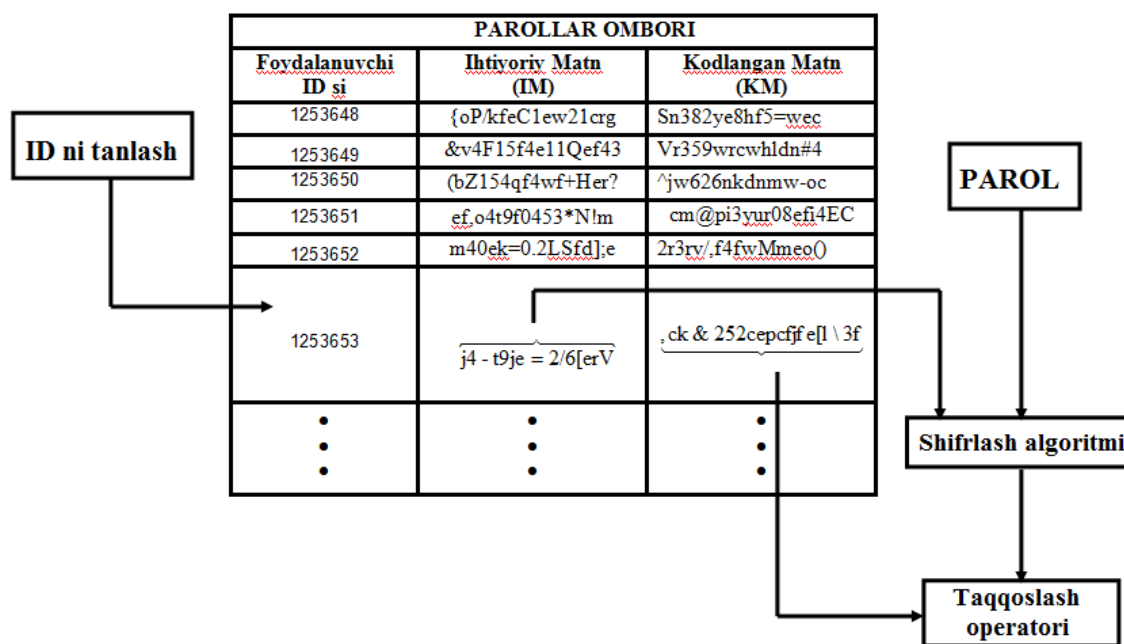 PAROLLAR OMBORI
Foydalanuvchi ID si
Ihtiyoriy Matn (IM)
Kodlangan Matn (KM)
1253648
{oP/kfeC1ew21crg
Sn382ye8hf5=wec
ID ni tanlash
1253649
&v4F15f4e11Qef43
Vr359wrcwhldn#4
1253650
(bZ154qf4wf+Her?
^jw626nkdnmw-oc
PAROL
1253651
ef,o4t9f0453*N!m
cm@pi3yur08efi4EC
1253652
m40ek=0.2LSfd];e
2r3rv/,f4fwMmeo()
1253653
j4 - t9je = 2/6[erV
, ck & 252cepcfjf e[l \ 3f
Shifrlash algoritmi
Taqqoslash
operatori